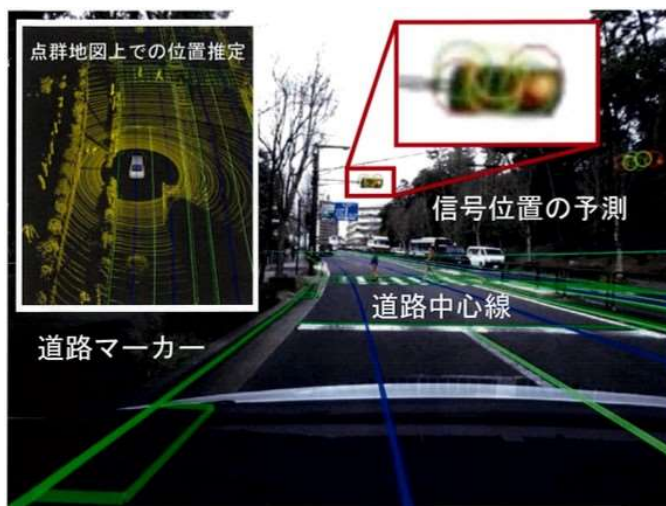 点群地図上での位置推定
信号位置の予測
道路中心線
道路マーカー